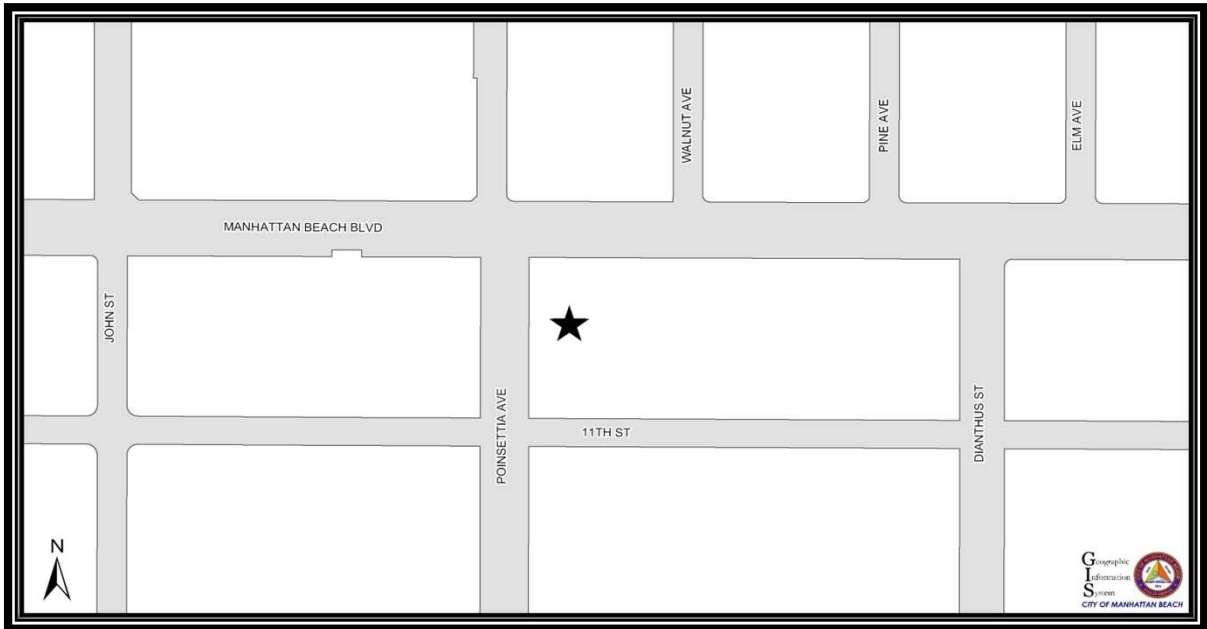 WALNUT AVE
PINE AVE
ELM AVE
MANHATTAN BEACH BLVD
JOHN ST
POINSETTIA AVE
11TH ST
DIANTHUS ST
N
Geographic
Information
System
CITY OF MANHATTAN BEACH